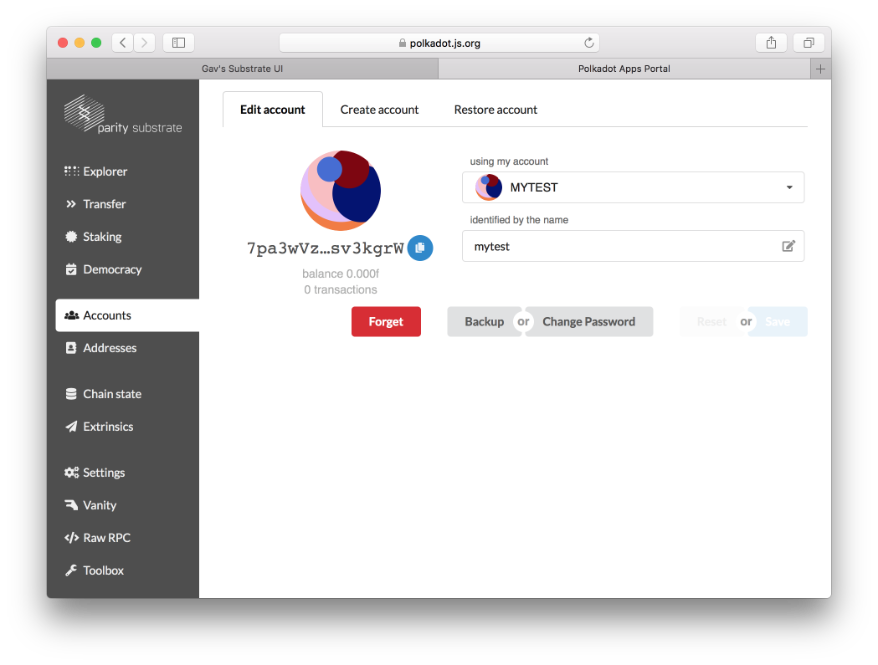 polkadot.js.org
Gav's Substrate UI
Polkadot Apps Portal
parity substrate
Explorer
Transfer
Staking
Democracy
Accounts
Addresses
Chain state
Extrinsics
Settings
Vanity
Raw RPC
Toolbox
Edit account
Create account
Restore account
7pa3wVz…sv3kgrW
balance 0.000f
0 transactions
using my account
MYTEST
identified by the name
mytest
Forget
Backup or Change Password
Reset or Save